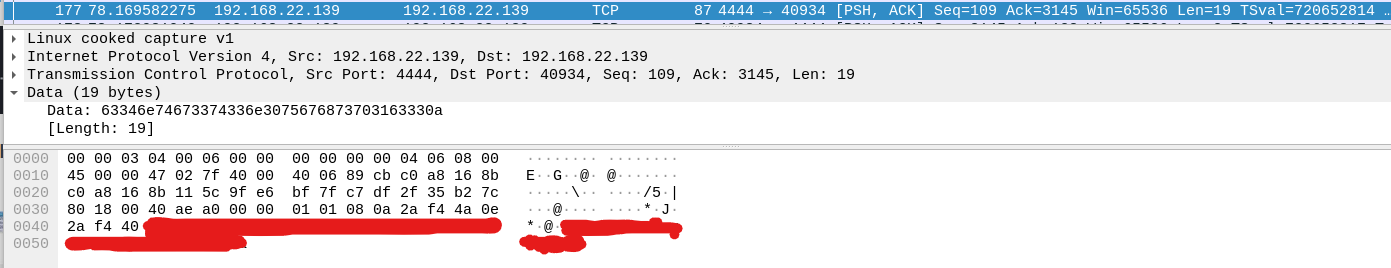 177 78.169582275 192.168.22.139 192.168.22.139 TCP 87 4444 → 40934 [PSH, ACK] Seq=109 Ack=3145 Win=65536 Len=19 TSval=720652814 …
Linux cooked capture v1
Internet Protocol Version 4, Src: 192.168.22.139, Dst: 192.168.22.139
Transmission Control Protocol, Src Port: 4444, Dst Port: 40934, Seq: 109, Ack: 3145, Len: 19
Data (19 bytes)
Data: 63346e74673374336e3075676873703163330a
[Length: 19]
0000 00 00 03 04 00 06 00 00 00 00 00 00 04 06 08 00 ········ ········
0010 45 00 00 47 02 7f 40 00 40 06 89 cb c0 a8 16 8b E··G··@· @·······
0020 c0 a8 16 8b 11 5c 9f e6 bf 7f c7 df 2f 35 b2 7c ·····\·· ····/5·|
0030 80 18 00 40 ae a0 00 00 01 01 08 0a 2a f4 4a 0e ···@···· ····*·J·
0040 2a f4 40 *·@·
0050